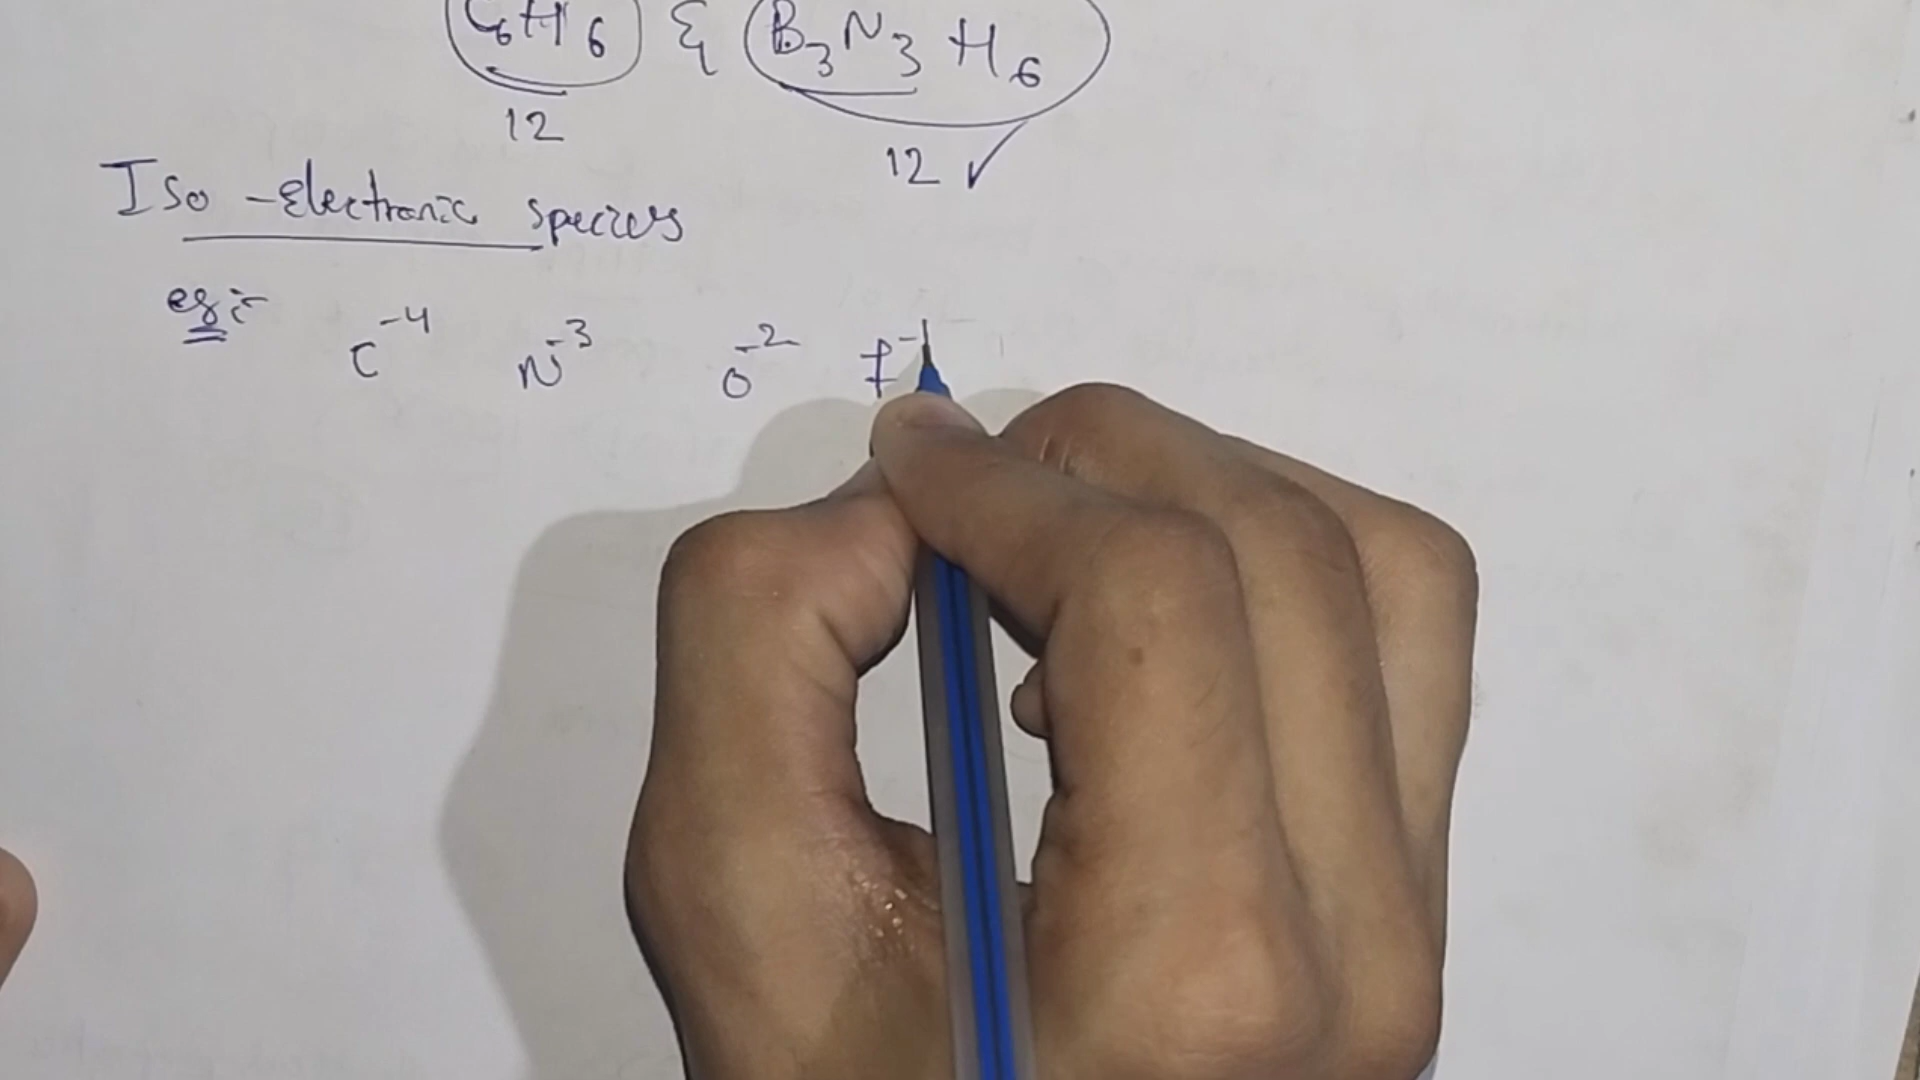 C6H6 & B3N3H6
12 12 ✓
Iso-electronic species
eg:-
C⁻⁴ N⁻³ O⁻² F⁻¹